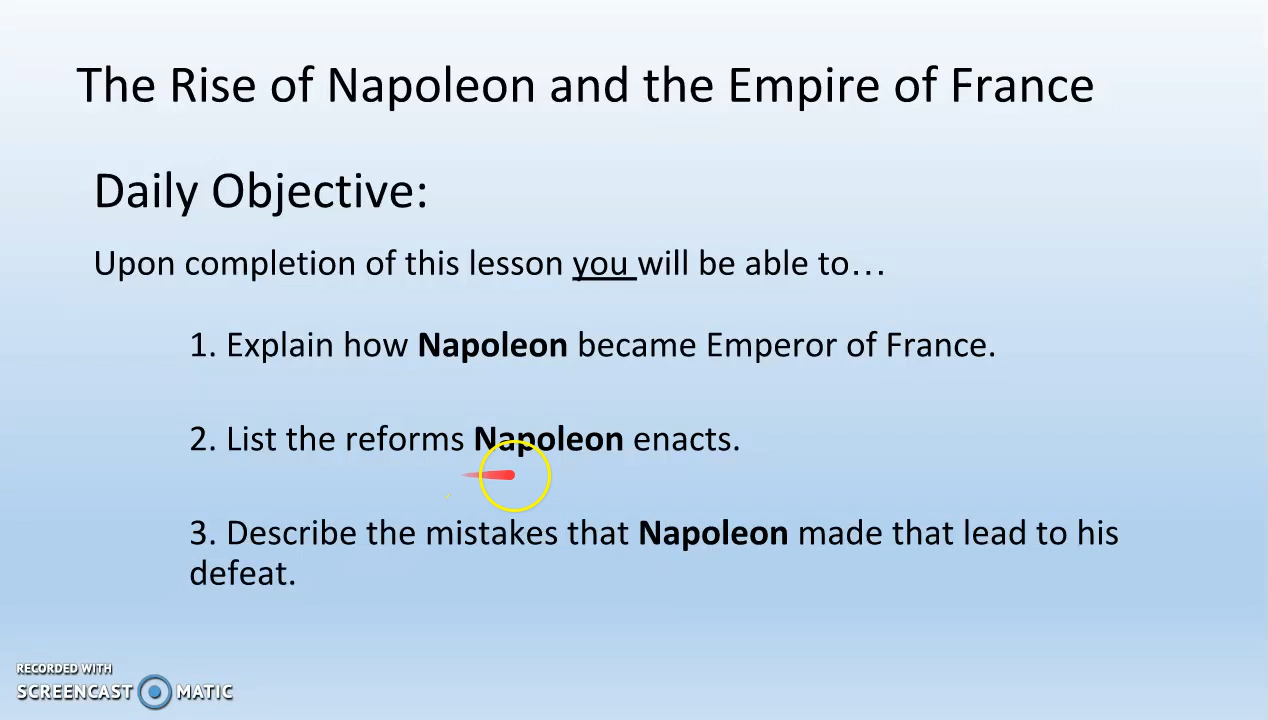 The Rise of Napoleon and the Empire of France
Daily Objective:
Upon completion of this lesson you will be able to…
1. Explain how Napoleon became Emperor of France.
2. List the reforms Napoleon enacts.
3. Describe the mistakes that Napoleon made that lead to his
defeat.
RECORDED WITH
SCREENCAST MATIC